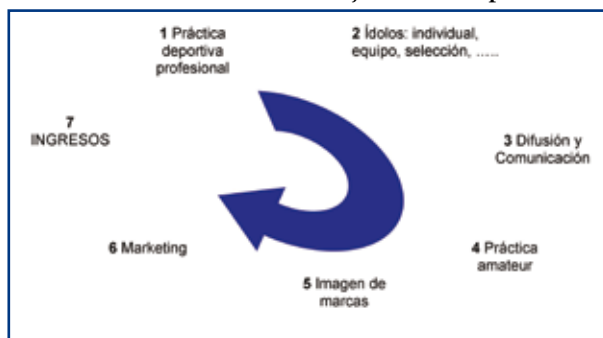 1 Práctica
deportiva
profesional
2 Ídolos: individual,
equipo, selección, .....
3 Difusión y
Comunicación
4 Práctica
amateur
5 Imagen de
marcas
6 Marketing
7
INGRESOS